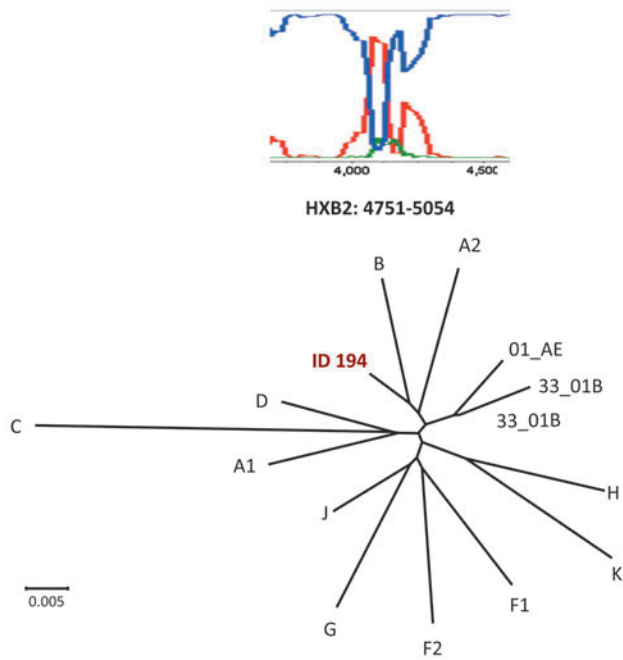 4,000
4,500
HXB2: 4751-5054
A2
B
01_AE
ID 194
33_01B
D
33_01B
C
A1
H
J
K
0.005
F1
G
F2